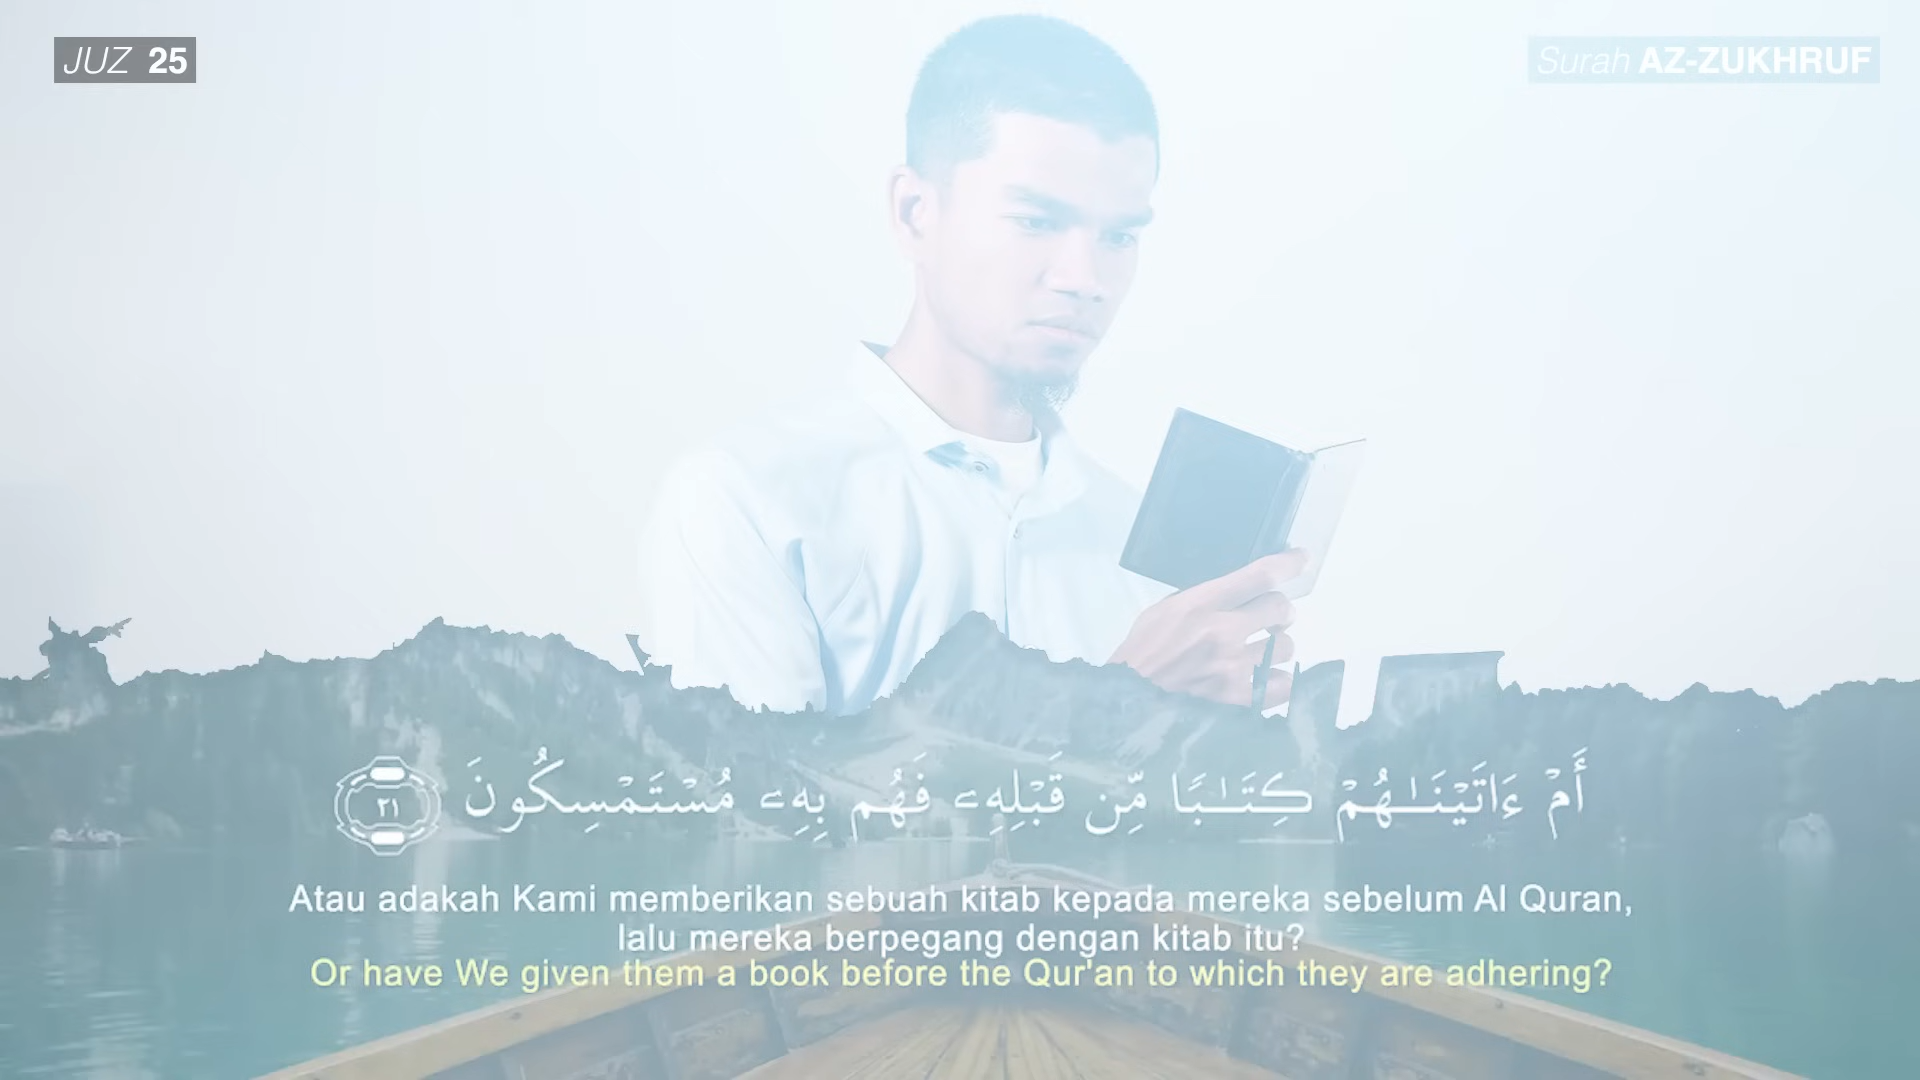 JUZ 25
Surah AZ-ZUKHRUF
أَمْ ءَاتَيْنَـٰهُمْ كِتَـٰبًا مِّن قَبْلِهِۦ فَهُم بِهِۦ مُسْتَمْسِكُونَ ٢١
Atau adakah Kami memberikan sebuah kitab kepada mereka sebelum Al Quran,
lalu mereka berpegang dengan kitab itu?
Or have We given them a book before the Qur'an to which they are adhering?